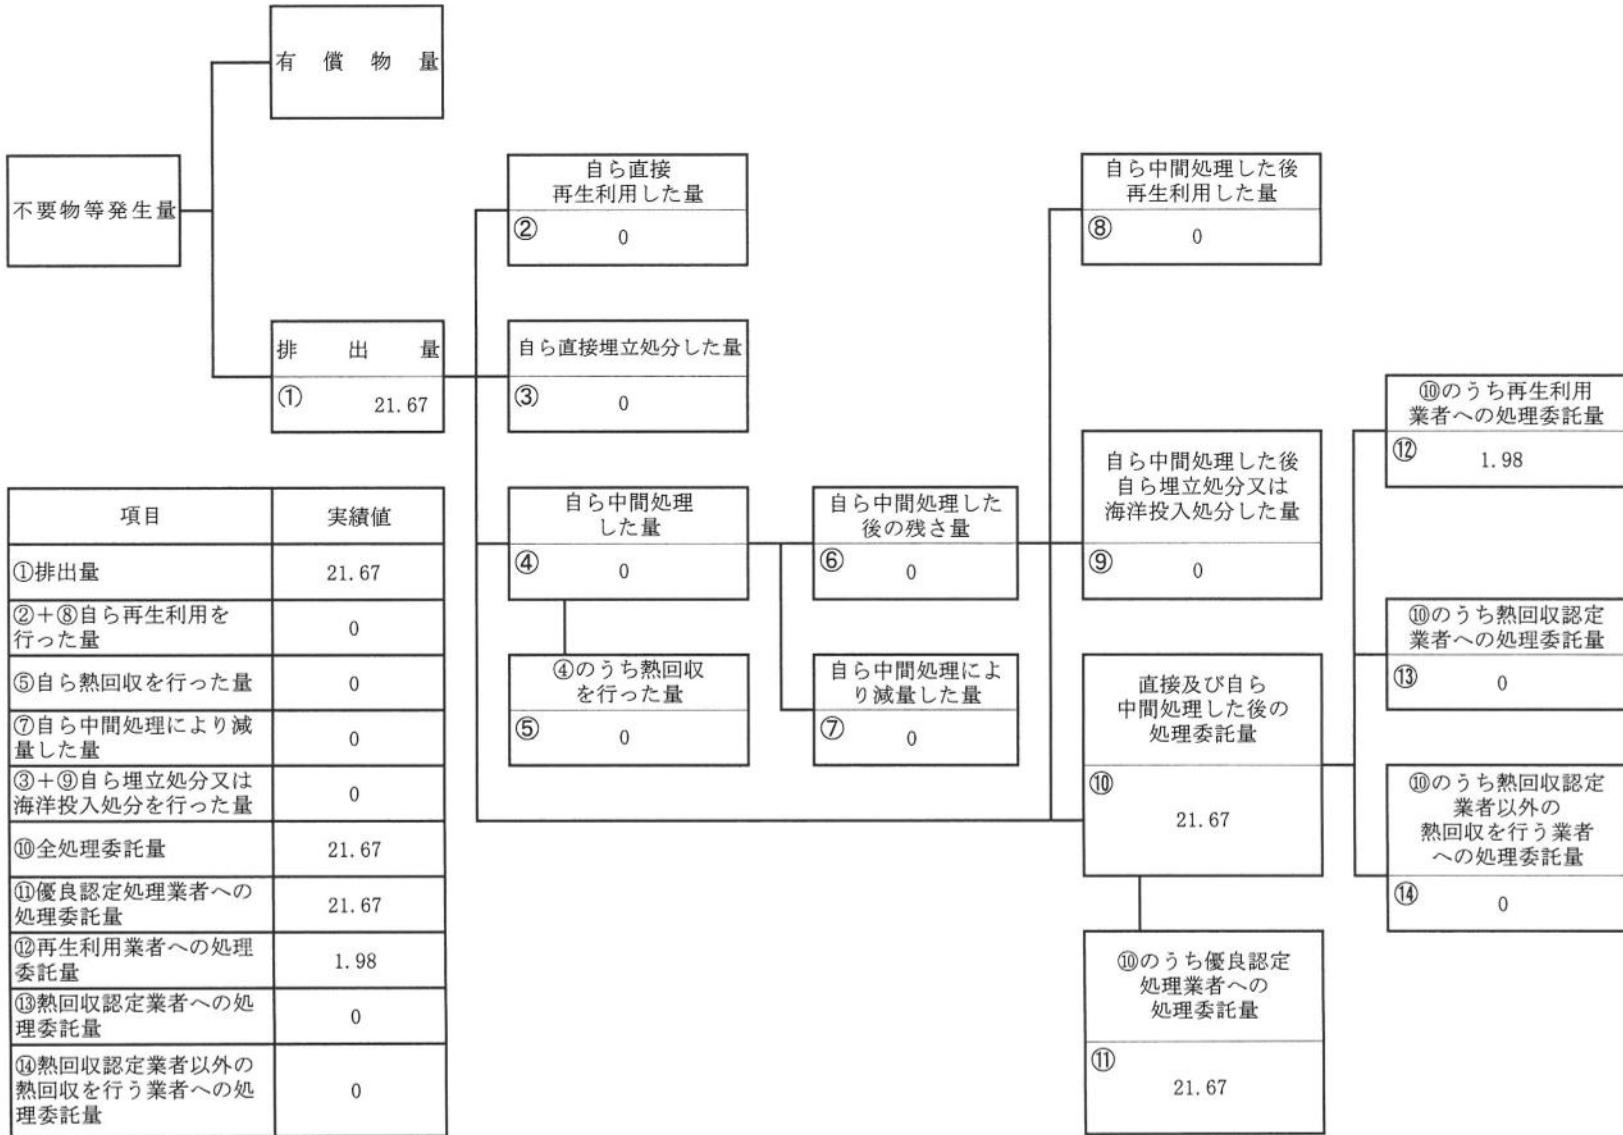 有償物量
不要物等発生量
排出量
① 21.67
自ら直接
再生利用した量
② 0
自ら直接埋立処分した量
③ 0
自ら中間処理
した量
④ 0
④のうち熱回収
を行った量
⑤ 0
自ら中間処理した
後の残さ量
⑥ 0
自ら中間処理によ
り減量した量
⑦ 0
自ら中間処理した後
再生利用した量
⑧ 0
自ら中間処理した後
自ら埋立処分又は
海洋投入処分した量
⑨ 0
直接及び自ら
中間処理した後の
処理委託量
⑩
21.67
⑩のうち優良認定
処理業者への
処理委託量
⑪
21.67
⑩のうち再生利用
業者への処理委託量
⑫ 1.98
⑩のうち熱回収認定
業者への処理委託量
⑬ 0
⑩のうち熱回収認定
業者以外の
熱回収を行う業者
への処理委託量
⑭ 0
項目 実績値
①排出量 21.67
②+⑧自ら再生利用を
行った量 0
⑤自ら熱回収を行った量 0
⑦自ら中間処理により減
量した量 0
③+⑨自ら埋立処分又は
海洋投入処分を行った量 0
⑩全処理委託量 21.67
⑪優良認定処理業者への
処理委託量 21.67
⑫再生利用業者への処理
委託量 1.98
⑬熱回収認定業者への処
理委託量 0
⑭熱回収認定業者以外の
熱回収を行う業者への処
理委託量 0